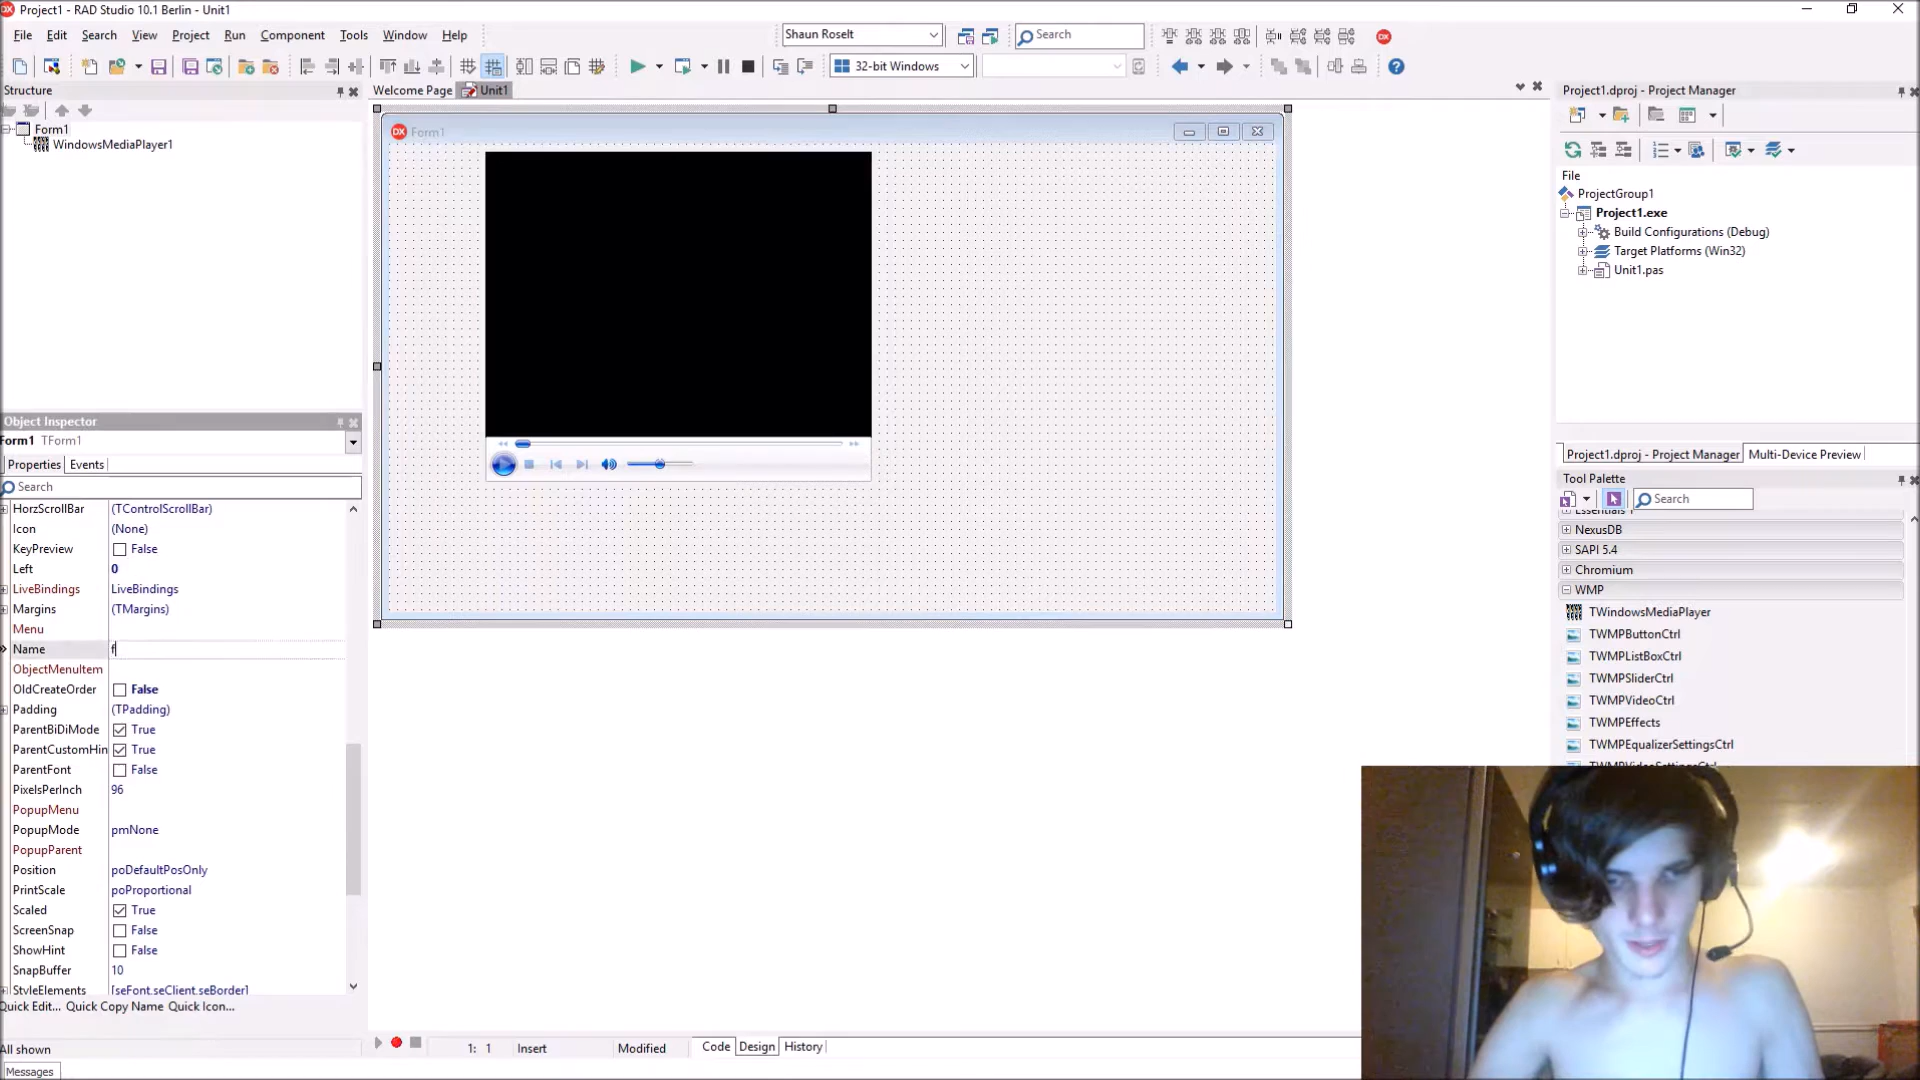 Project1 - RAD Studio 10.1 Berlin - Unit1
File Edit Search View Project Run Component Tools Window Help
Shaun Roselt
Search
32-bit Windows
Structure
Form1
WindowsMediaPlayer1
Welcome Page Unit1
Form1
Project1.dproj - Project Manager
File
ProjectGroup1
Project1.exe
Build Configurations (Debug)
Target Platforms (Win32)
Unit1.pas
Project1.dproj - Project Manager Multi-Device Preview
Tool Palette
Search
NexusDB
SAPI 5.4
Chromium
WMP
TWindowsMediaPlayer
TWMPButtonCtrl
TWMPListBoxCtrl
TWMPSliderCtrl
TWMPVideoCtrl
TWMPEffects
TWMPEqualizerSettingsCtrl
Object Inspector
Form1 TForm1
Properties Events
Search
HorzScrollBar (TControlScrollBar)
Icon (None)
KeyPreview False
Left 0
LiveBindings LiveBindings
Margins (TMargins)
Menu
Name f
ObjectMenuItem
OldCreateOrder False
Padding (TPadding)
ParentBiDiMode True
ParentCustomHin True
ParentFont False
PixelsPerInch 96
PopupMenu
PopupMode pmNone
PopupParent
Position poDefaultPosOnly
PrintScale poProportional
Scaled True
ScreenSnap False
ShowHint False
SnapBuffer 10
StyleElements [seFont,seClient,seBorder]
Quick Edit... Quick Copy Name Quick Icon...
All shown
1: 1 Insert Modified Code Design History
Messages